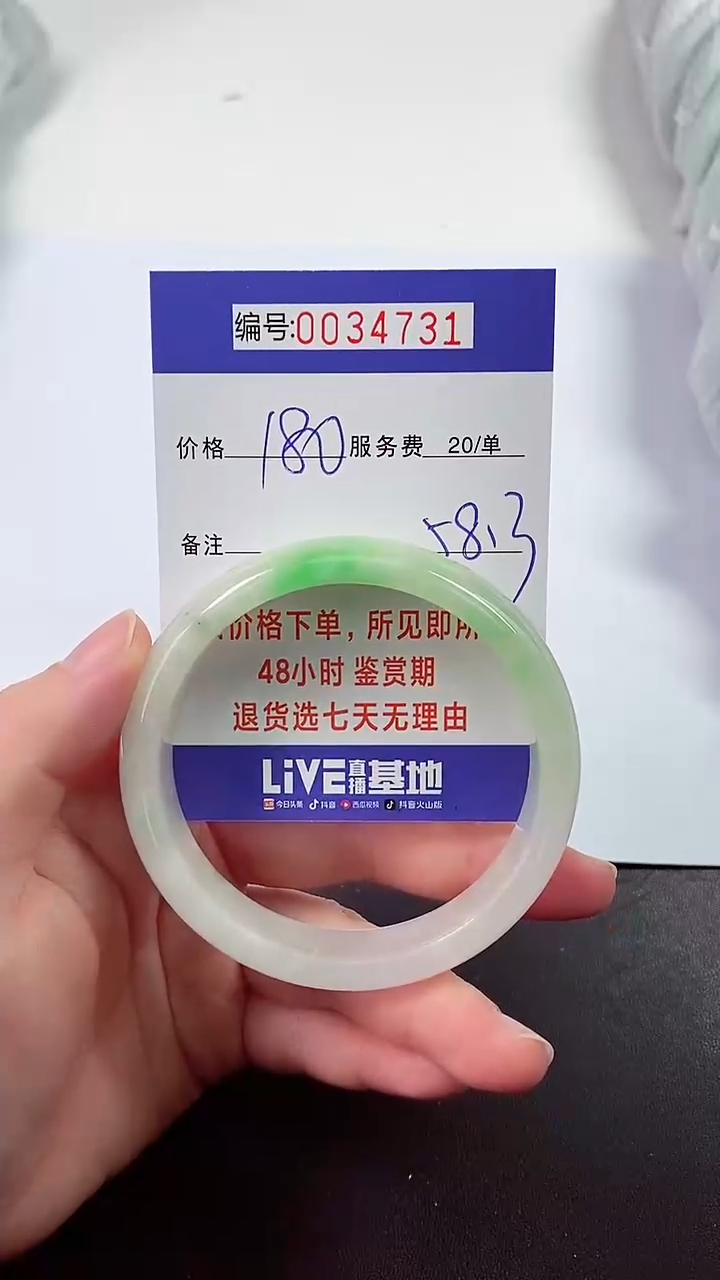 编号:0034731
价格 180 服务费 20/单
备注 58.3
价格下单，所见即所
48小时 鉴赏期
退货选七天无理由
LiVE直播基地
今日头条 抖音 西瓜视频 抖音火山版